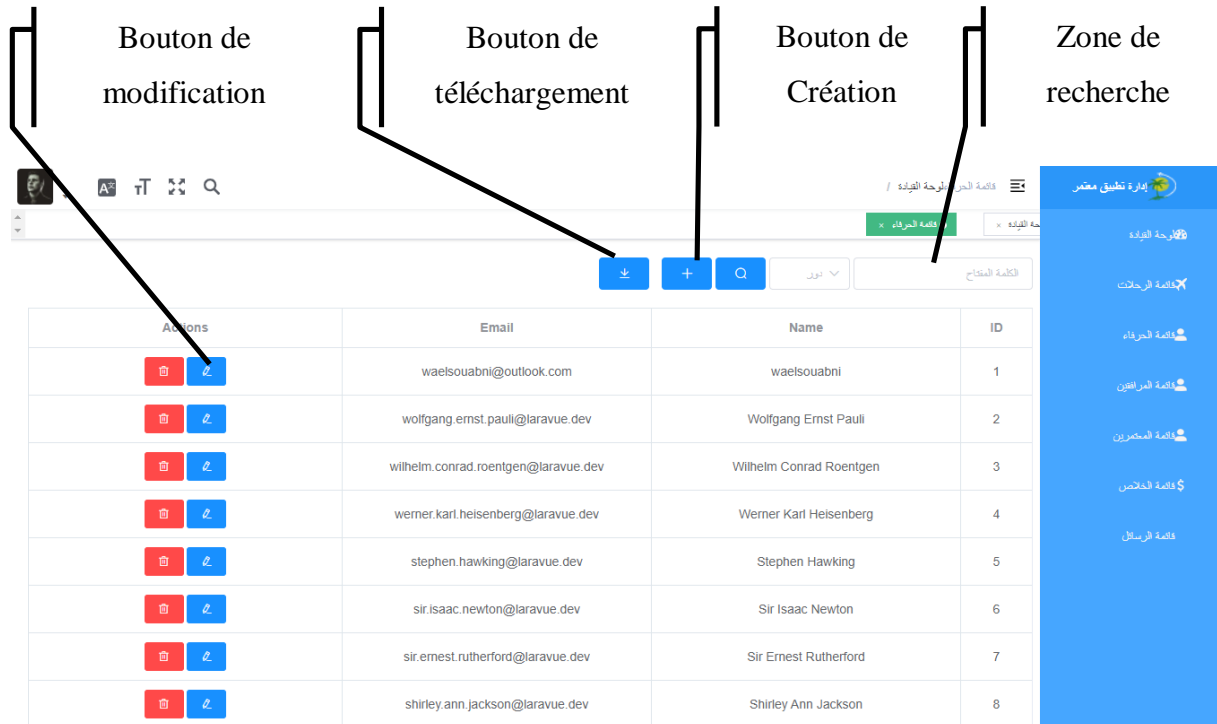 Bouton de
modification
Bouton de
téléchargement
Bouton de
Création
Zone de
recherche
إدارة تطبيق معتمر
قائمة الحر لوحة القيادة /
قائمة الحرفاء ×
حة القيادة ×
لوحة القيادة
قائمة الرحلات
قائمة الحرفاء
قائمة المرافقين
قائمة المعتمرين
قائمة الخلاص
قائمة الرسائل
الكلمة المفتاح
دور
Actions Email Name ID
waelsouabni@outlook.com waelsouabni 1
wolfgang.ernst.pauli@laravue.dev Wolfgang Ernst Pauli 2
wilhelm.conrad.roentgen@laravue.dev Wilhelm Conrad Roentgen 3
werner.karl.heisenberg@laravue.dev Werner Karl Heisenberg 4
stephen.hawking@laravue.dev Stephen Hawking 5
sir.isaac.newton@laravue.dev Sir Isaac Newton 6
sir.ernest.rutherford@laravue.dev Sir Ernest Rutherford 7
shirley.ann.jackson@laravue.dev Shirley Ann Jackson 8